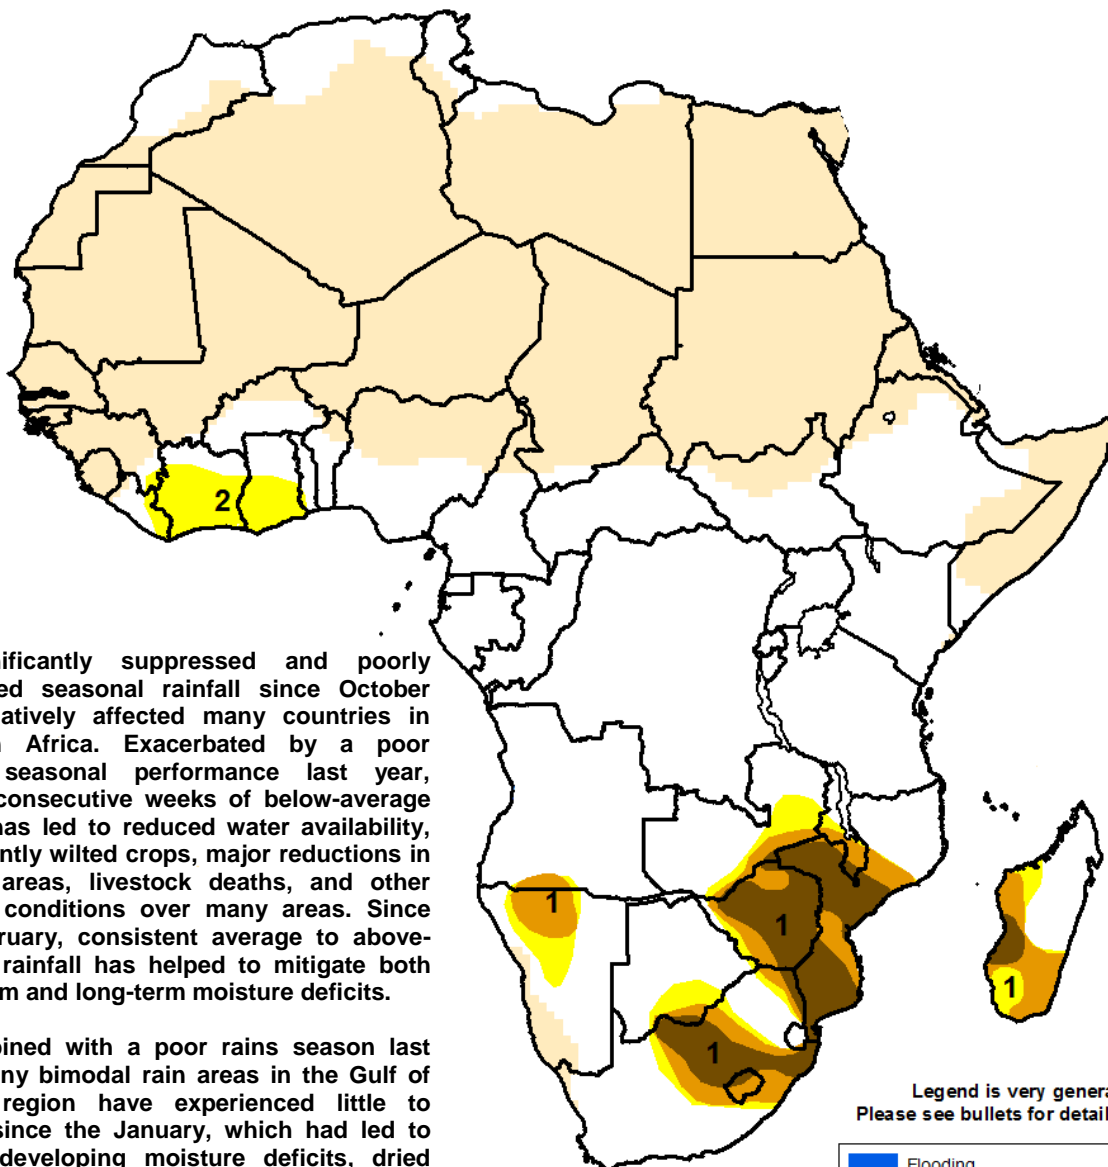 2
nificantly suppressed and poorly
ed seasonal rainfall since October
atively affected many countries in
Africa. Exacerbated by a poor
seasonal performance last year,
consecutive weeks of below-average
has led to reduced water availability,
ntly wilted crops, major reductions in
areas, livestock deaths, and other
conditions over many areas. Since
ruary, consistent average to above-
rainfall has helped to mitigate both
m and long-term moisture deficits.
1
1
1
1
bined with a poor rains season last
ny bimodal rain areas in the Gulf of
region have experienced little to
since the January, which had led to
developing moisture deficits, dried
Legend is very genera
Please see bullets for detail
Flooding